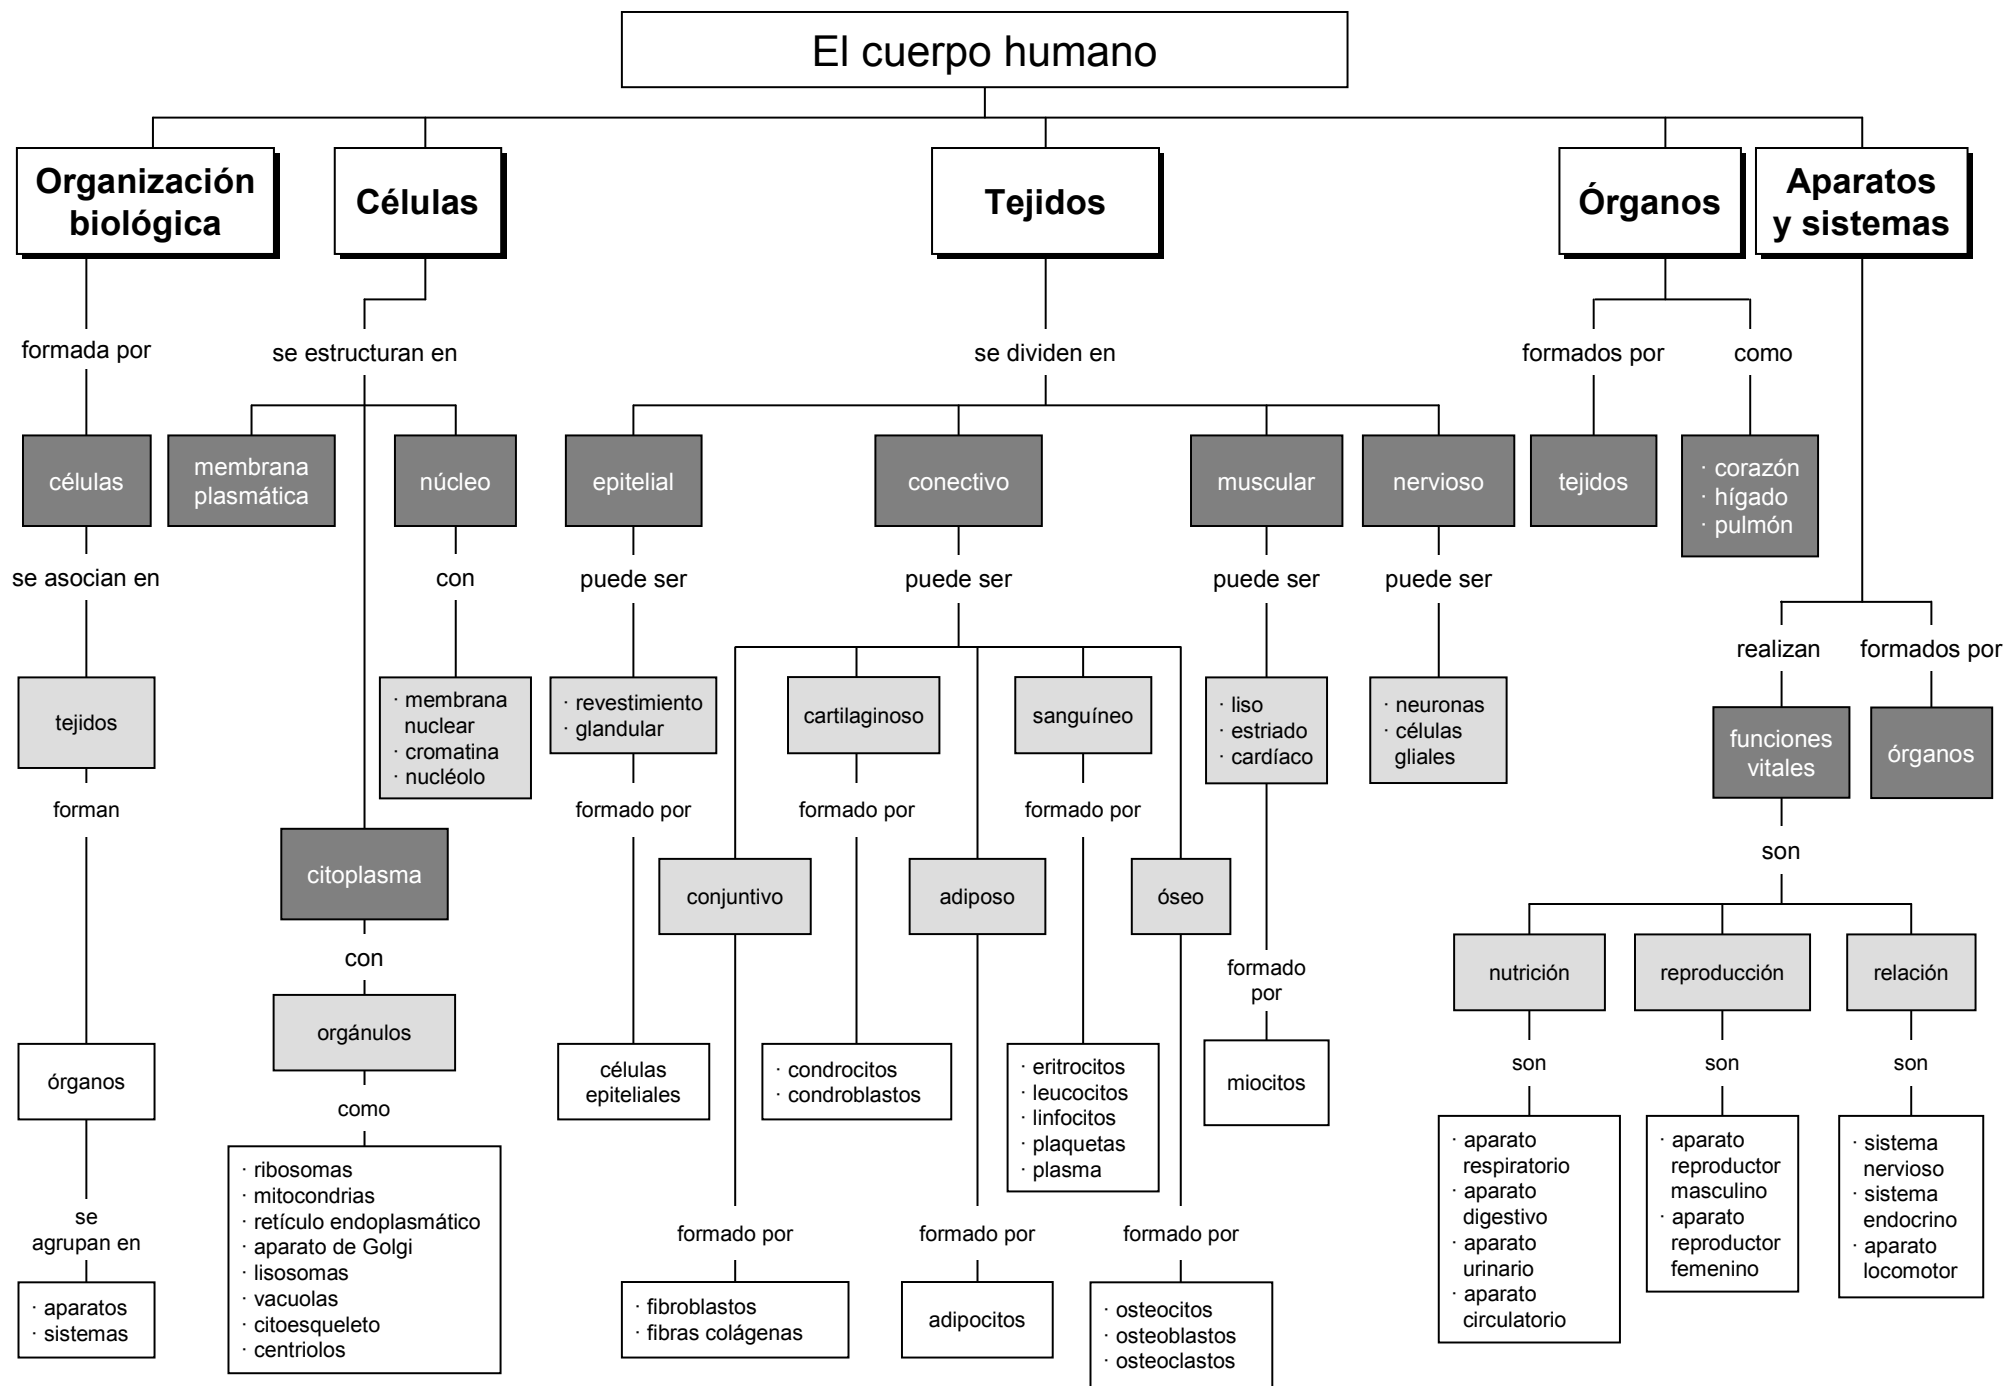 El cuerpo humano
Organización
biológica
Células
Tejidos
Órganos
Aparatos
y sistemas
formada por
se estructuran en
se dividen en
formados por
como
células
membrana
plasmática
núcleo
epitelial
conectivo
muscular
nervioso
tejidos
· corazón
· hígado
· pulmón
se asocian en
con
puede ser
puede ser
puede ser
puede ser
realizan
formados por
tejidos
· membrana
nuclear
· cromatina
· nucléolo
· revestimiento
· glandular
cartilaginoso
sanguíneo
· liso
· estriado
· cardíaco
· neuronas
· células
gliales
funciones
vitales
órganos
forman
formado por
formado por
formado por
son
citoplasma
conjuntivo
adiposo
óseo
con
formado
por
nutrición
reproducción
relación
orgánulos
órganos
células
epiteliales
· condrocitos
· condroblastos
· eritrocitos
· leucocitos
· linfocitos
· plaquetas
· plasma
miocitos
son
son
son
como
· ribosomas
· mitocondrias
· retículo endoplasmático
· aparato de Golgi
· lisosomas
· vacuolas
· citoesqueleto
· centriolos
· aparato
respiratorio
· aparato
digestivo
· aparato
urinario
· aparato
circulatorio
· aparato
reproductor
masculino
· aparato
reproductor
femenino
· sistema
nervioso
· sistema
endocrino
· aparato
locomotor
se
agrupan en
formado por
formado por
formado por
· aparatos
· sistemas
· fibroblastos
· fibras colágenas
adipocitos
· osteocitos
· osteoblastos
· osteoclastos